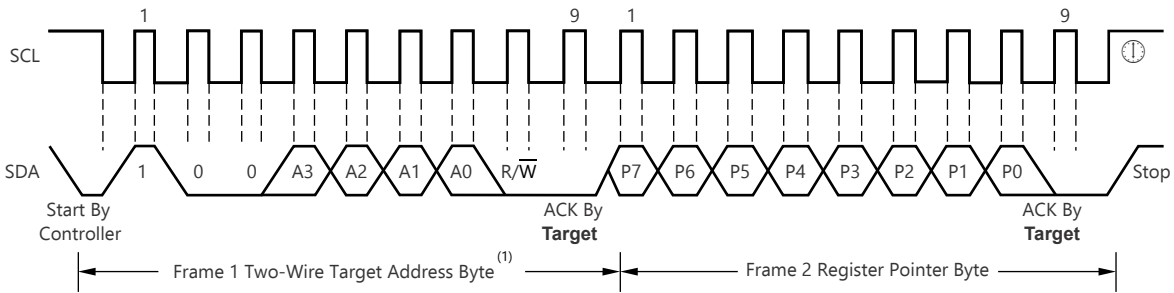 1 9 1 9
SCL
SDA 1 0 0 A3 A2 A1 A0 R/W̅ P7 P6 P5 P4 P3 P2 P1 P0 Stop
Start By
Controller
ACK By
Target
ACK By
Target
Frame 1 Two-Wire Target Address Byte(1)
Frame 2 Register Pointer Byte